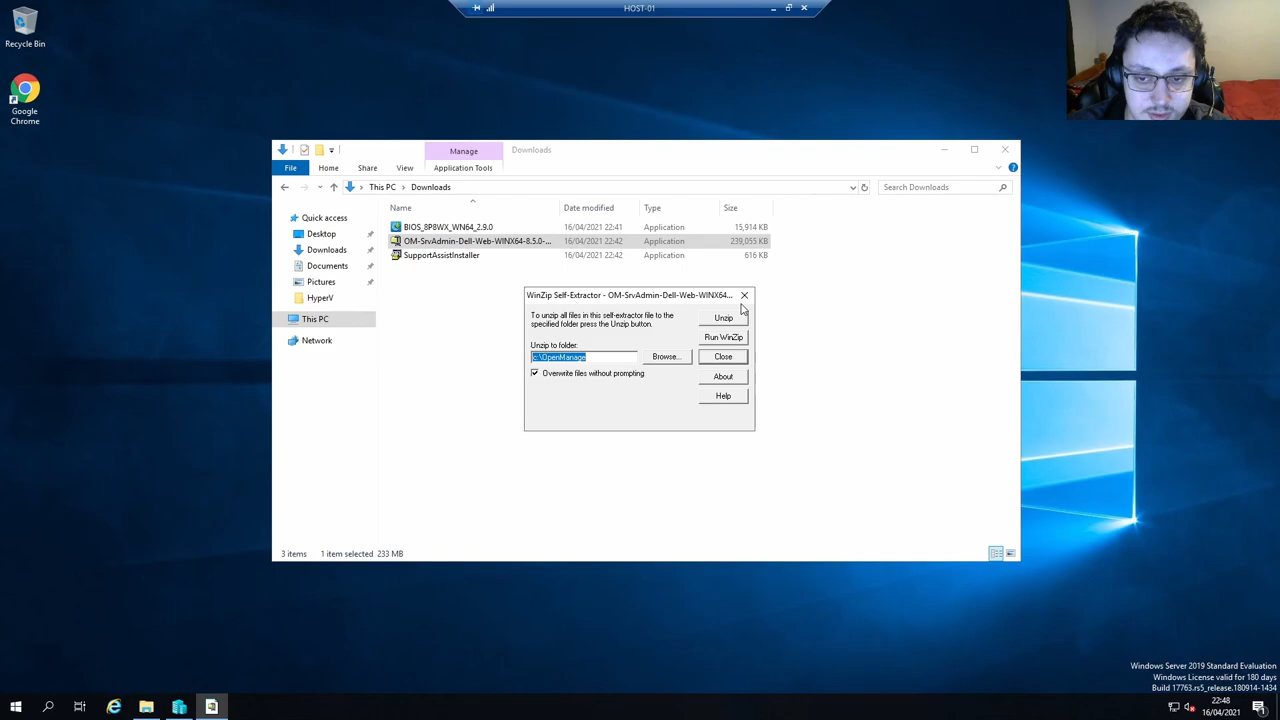 HOST-01
Recycle Bin
Google
Chrome
Manage
Downloads
File
Home
Share
View
Application Tools
This PC
Downloads
Search Downloads
Name
Date modified
Type
Size
Quick access
Desktop
Downloads
Documents
Pictures
HyperV
This PC
Network
BIOS_8P8WX_WN64_2.9.0
16/04/2021 22:41
Application
15,914 KB
OM-SrvAdmin-Dell-Web-WINX64-8.5.0-...
16/04/2021 22:42
Application
239,055 KB
SupportAssistInstaller
16/04/2021 22:42
Application
616 KB
WinZip Self-Extractor - OM-SrvAdmin-Dell-Web-WINX64...
To unzip all files in this self-extractor file to the
specified folder press the Unzip button.
Unzip to folder:
c:\OpenManage
Browse...
Overwrite files without prompting
Unzip
Run WinZip
Close
About
Help
3 items
1 item selected 233 MB
Windows Server 2019 Standard Evaluation
Windows License valid for 180 days
Build 17763.rs5_release.180914-1434
22:48
16/04/2021
1